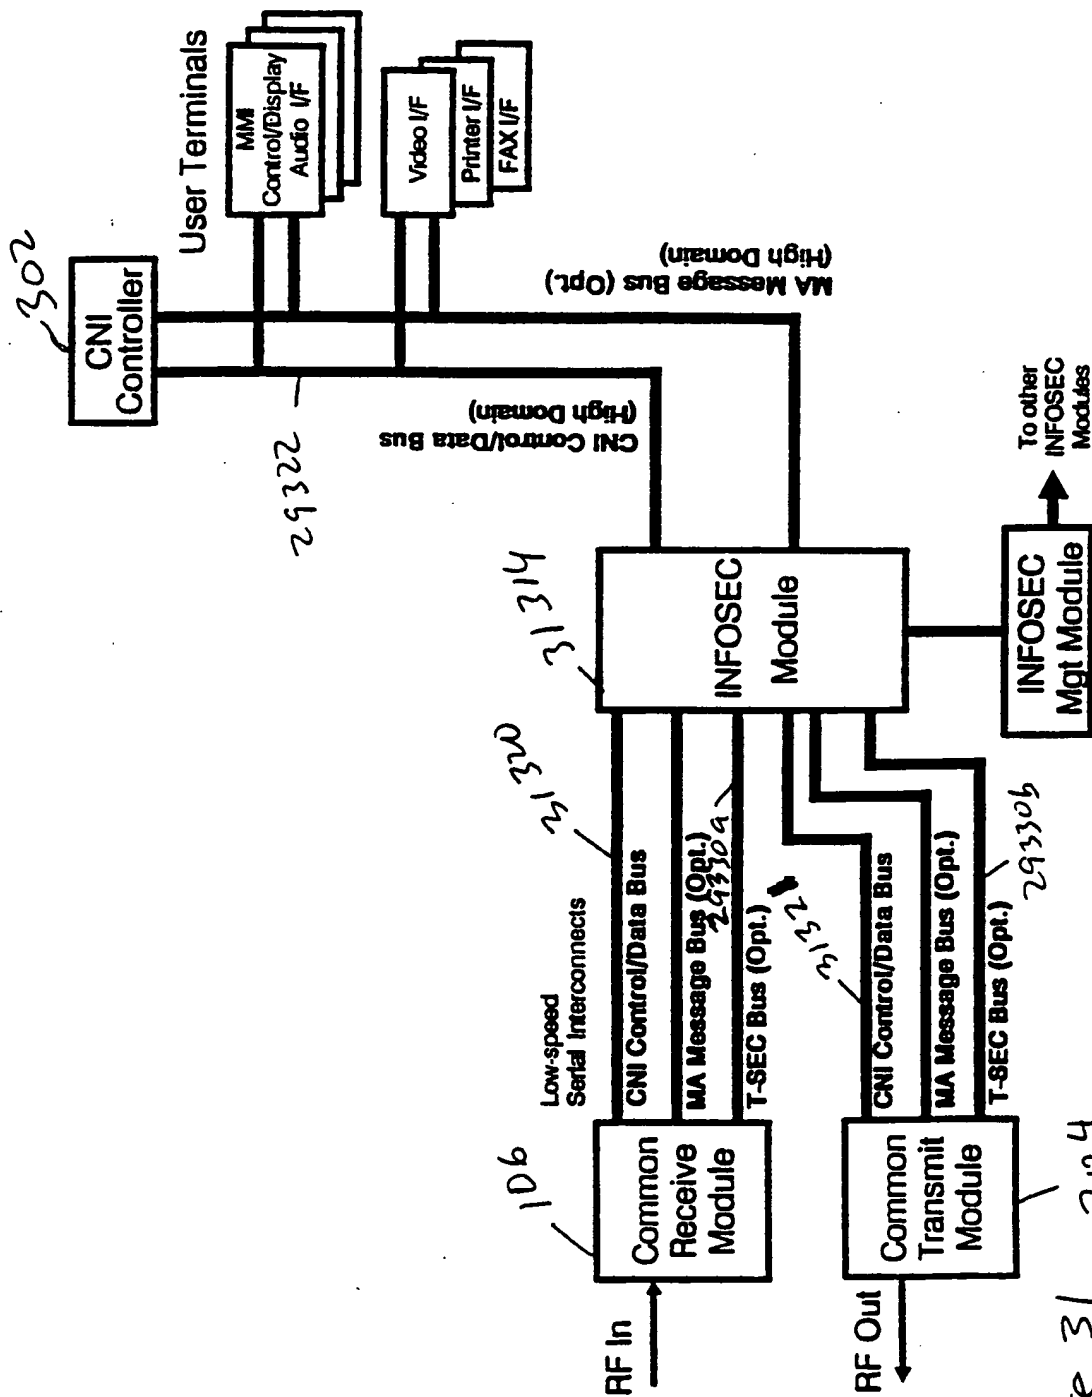 302
CNI
Controller
User Terminals
MMI
Control/Display
Audio I/F
Video I/F
Printer I/F
FAX I/F
29322
CNI Control/Data Bus
(High Domain)
MA Message Bus (Opt.)
(High Domain)
31314
INFOSEC
Module
INFOSEC
Mgt Module
To other
INFOSEC
Modules
31320
Low-speed
Serial Interconnects
CNI Control/Data Bus
MA Message Bus (Opt.)
29330a
T-SEC Bus (Opt.)
106
Common
Receive
Module
RF In
3132
CNI Control/Data Bus
MA Message Bus (Opt.)
T-SEC Bus (Opt.)
29330b
Common
Transmit
Module
RF Out
204
31